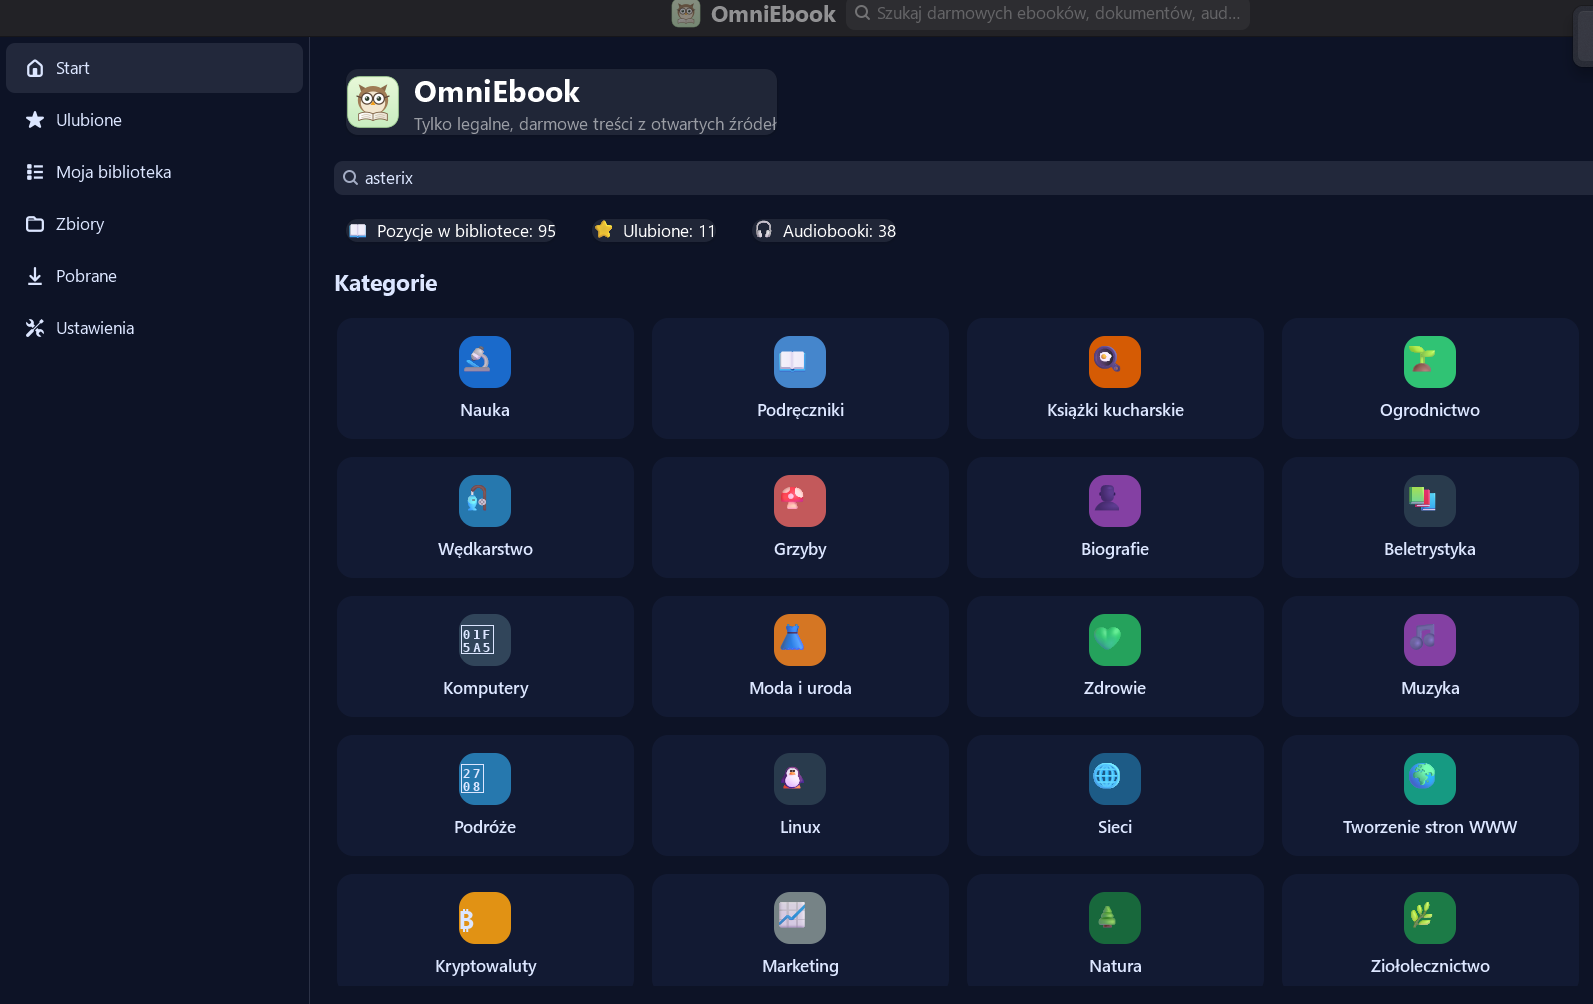 OmniEbook
Szukaj darmowych ebooków, dokumentów, aud...
Start
Ulubione
Moja biblioteka
Zbiory
Pobrane
Ustawienia
OmniEbook
Tylko legalne, darmowe treści z otwartych źródeł
asterix
Pozycje w bibliotece: 95
Ulubione: 11
Audiobooki: 38
Kategorie
Nauka
Podręczniki
Książki kucharskie
Ogrodnictwo
Wędkarstwo
Grzyby
Biografie
Beletrystyka
01F
5A5
Komputery
Moda i uroda
Zdrowie
Muzyka
27
08
Podróże
Linux
Sieci
Tworzenie stron WWW
₿
Kryptowaluty
Marketing
Natura
Ziołolecznictwo